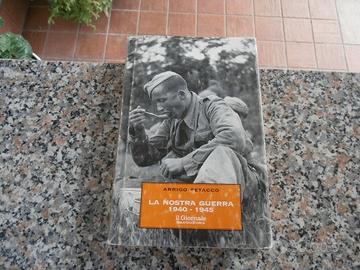 ARRIGO PETACCO
LA NOSTRA GUERRA
1940 - 1945
il Giornale